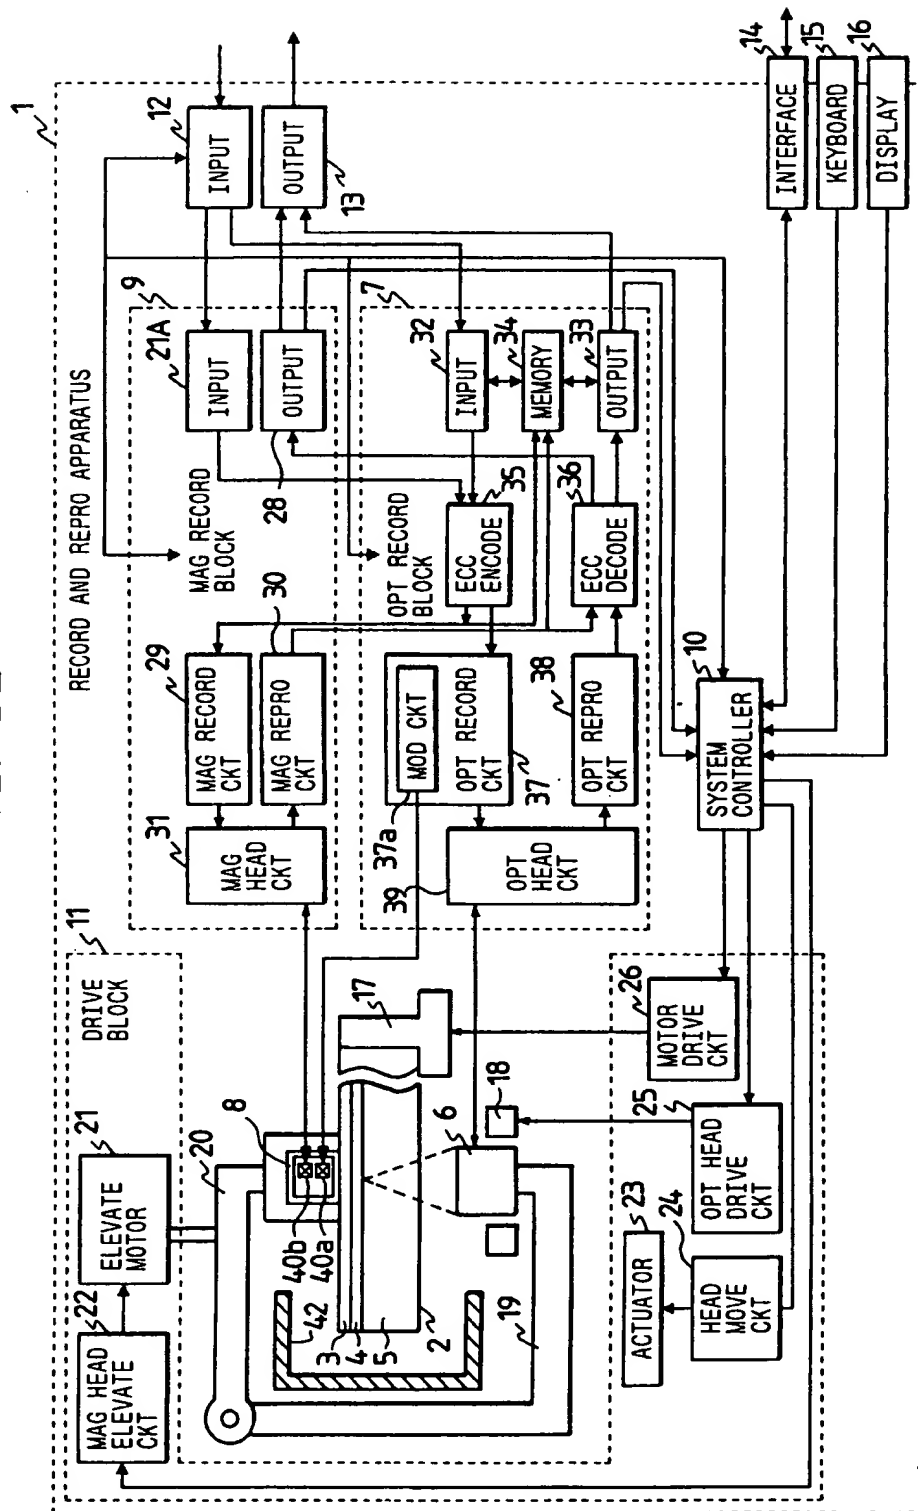 RECORD AND REPRO APPARATUS
1
11
DRIVE
BLOCK
MAG HEAD
ELEVATE
CKT
22
ELEVATE
MOTOR
21
20
8
40b
40a
42
3
4
5
2
17
6
18
19
9
MAG RECORD
BLOCK
MAG HEAD
CKT
31
MAG RECORD
CKT
29
MAG REPRO
CKT
30
INPUT
21A
OUTPUT
28
INPUT
12
OUTPUT
13
7
OPT RECORD
BLOCK
OPT HEAD
CKT
39
MOD CKT
37a
OPT RECORD
CKT
37
OPT REPRO
CKT
38
ECC
ENCODE
35
ECC
DECODE
36
INPUT
32
MEMORY
34
OUTPUT
33
ACTUATOR
23
HEAD
MOVE
CKT
24
OPT HEAD
DRIVE
CKT
25
MOTOR
DRIVE
CKT
26
SYSTEM
CONTROLLER
10
INTERFACE
14
KEYBOARD
15
DISPLAY
16